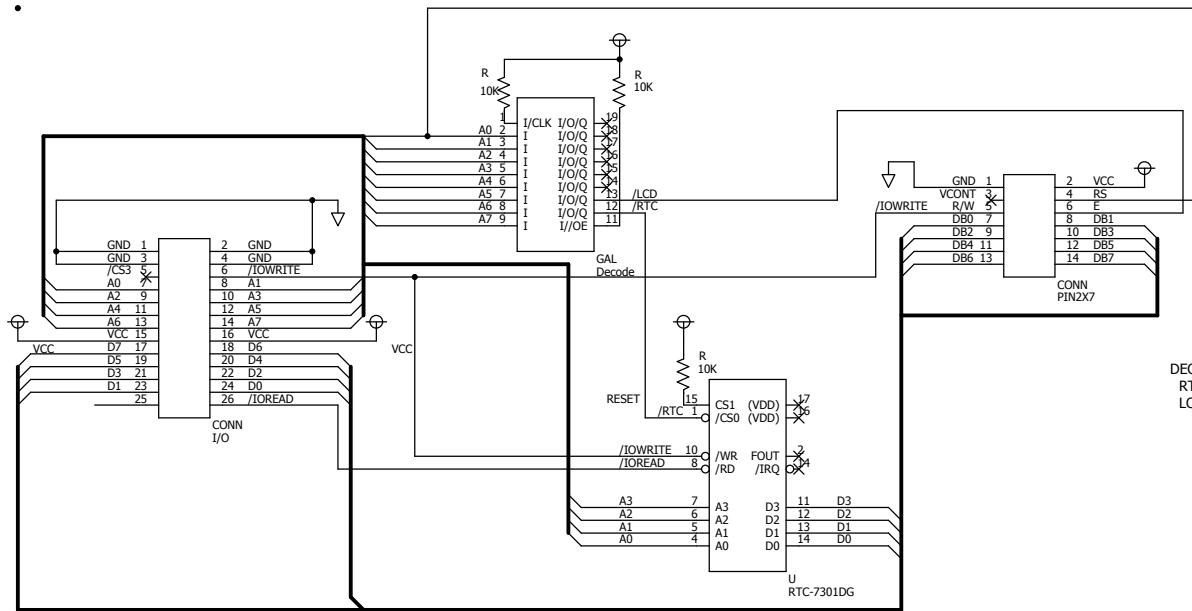 R
10K
R
10K
1 I/CLK I/O/Q 19
A0 2 I I/O/Q 18
A1 3 I I/O/Q 17
A2 4 I I/O/Q 16
A3 5 I I/O/Q 15
A4 6 I I/O/Q 14
A5 7 I I/O/Q 13 /LCD
A6 8 I I/O/Q 12 /RTC
A7 9 I I//OE 11
GAL
Decode
GND 1 2 VCC
VCONT 3 4 RS
/IOWRITE R/W 5 6 E
DB0 7 8 DB1
DB2 9 10 DB3
DB4 11 12 DB5
DB6 13 14 DB7
CONN
PIN2X7
GND 1 2 GND
GND 3 4 GND
/CS3 5 6 /IOWRITE
A0 7 8 A1
A2 9 10 A3
A4 11 12 A5
A6 13 14 A7
VCC 15 16 VCC
VCC D7 17 18 D6 VCC
D5 19 20 D4
D3 21 22 D2
D1 23 24 D0
25 26 /IOREAD
CONN
I/O
R
10K
RESET
15 CS1 (VDD) 17
/RTC 1 /CS0 (VDD) 16
/IOWRITE 10 /WR FOUT 2
/IOREAD 8 /RD /IRQ 14
A3 7 A3 D3 11 D3
A2 6 A2 D2 12 D2
A1 5 A1 D1 13 D1
A0 4 A0 D0 14 D0
U
RTC-7301DG
DEC
RT